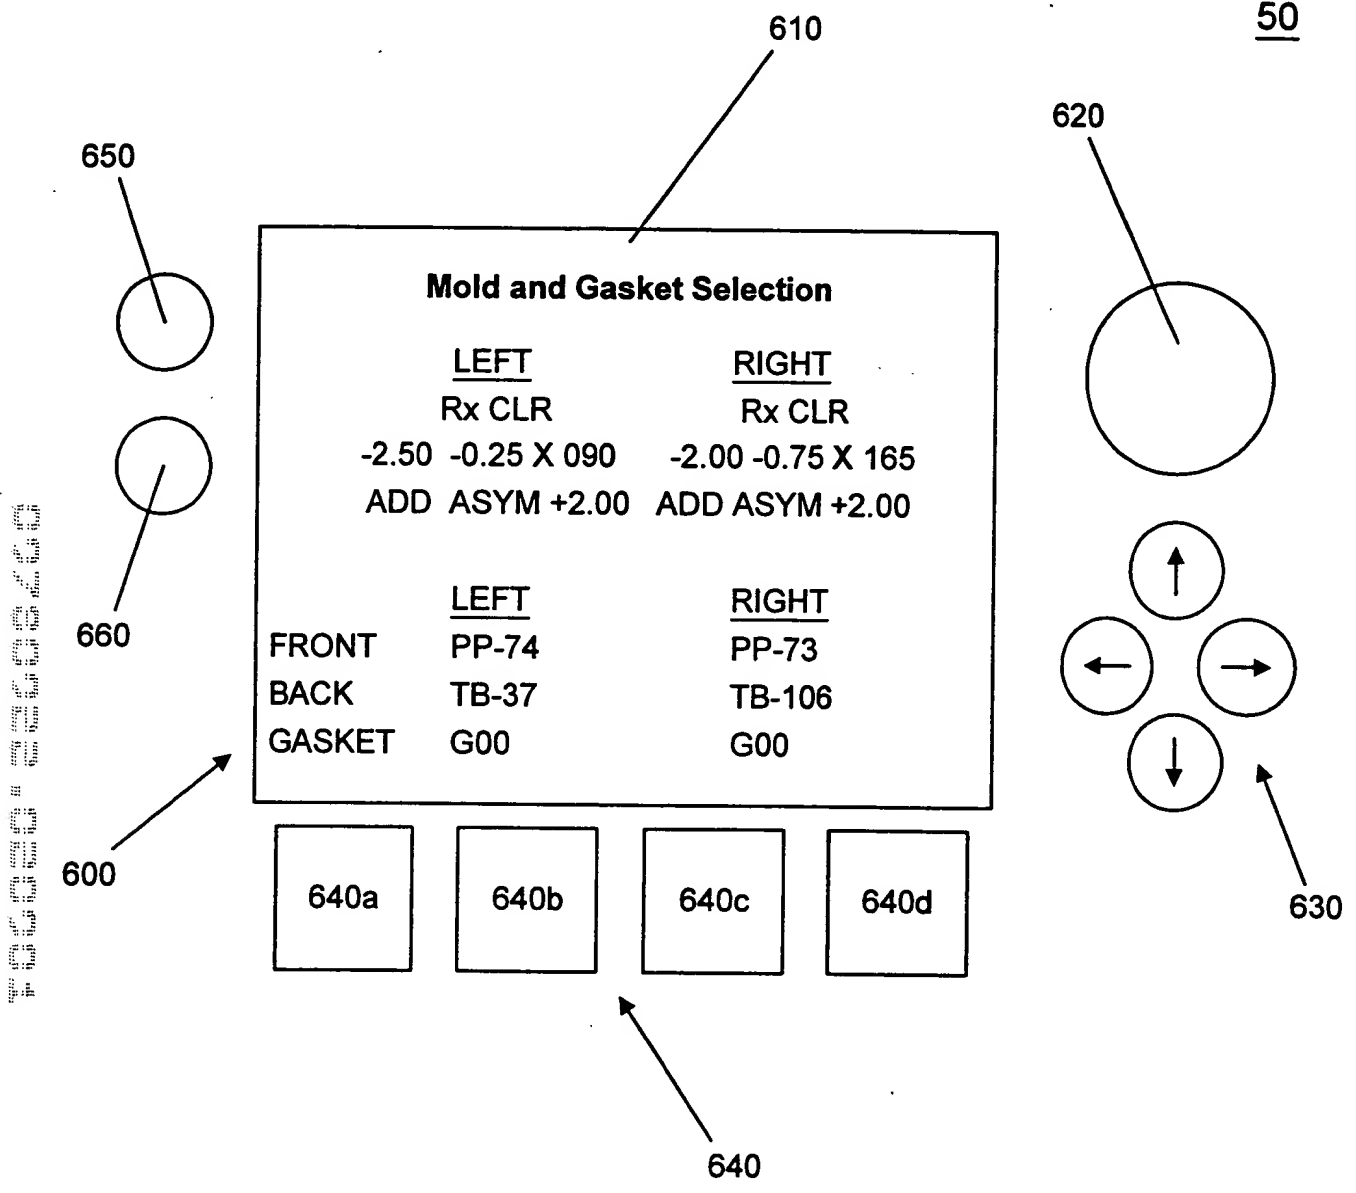 50
610
620
650
Mold and Gasket Selection
LEFT RIGHT
Rx CLR Rx CLR
-2.50 -0.25 X 090 -2.00 -0.75 X 165
ADD ASYM +2.00 ADD ASYM +2.00
660
LEFT RIGHT
FRONT PP-74 PP-73
BACK TB-37 TB-106
GASKET G00 G00
600
640a 640b 640c 640d
630
640